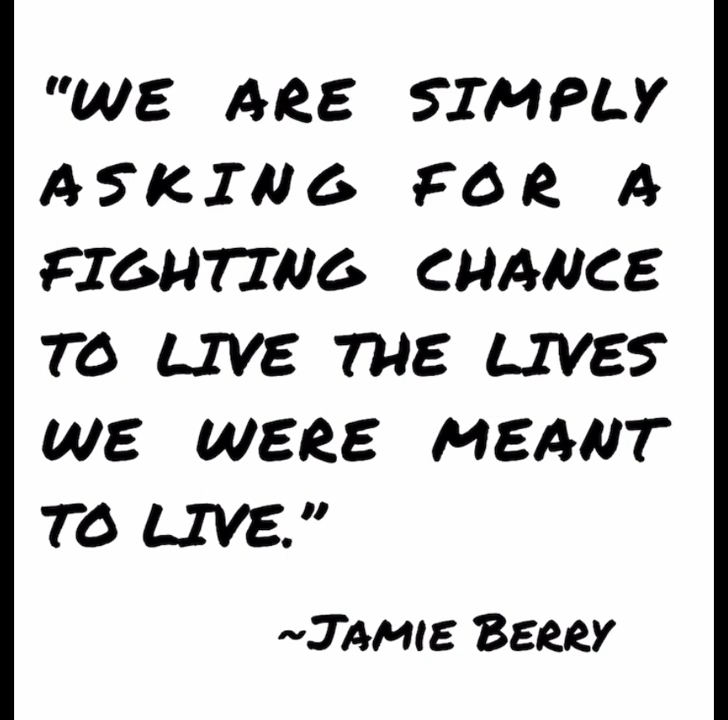 "WE ARE SIMPLY
ASKING FOR A
FIGHTING CHANCE
TO LIVE THE LIVES
WE WERE MEANT
TO LIVE."
~JAMIE BERRY